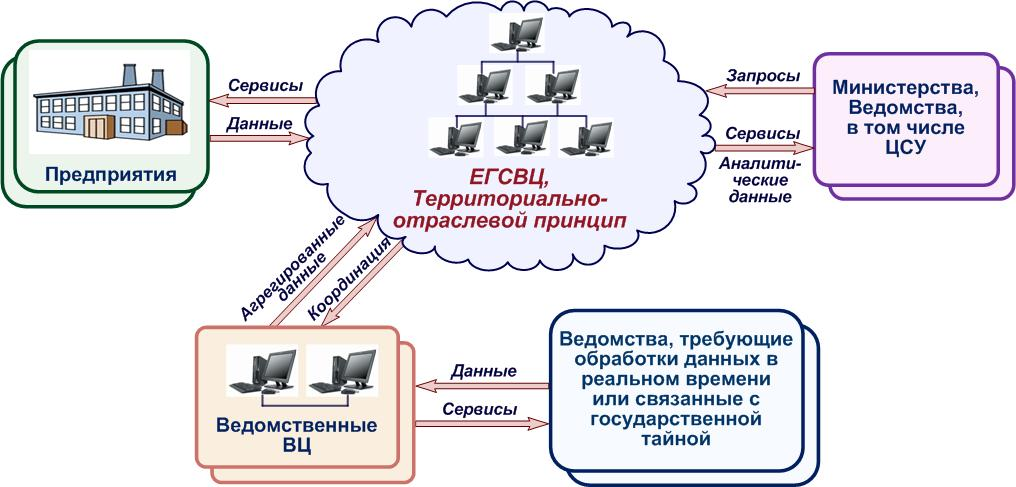 Предприятия
Сервисы
Данные
ЕГСВЦ,
Территориально-
отраслевой принцип
Запросы
Сервисы
Аналити-
ческие
данные
Министерства,
Ведомства,
в том числе
ЦСУ
Агрегированные
данные
Координация
Ведомственные
ВЦ
Данные
Сервисы
Ведомства, требующие
обработки данных в
реальном времени
или связанные с
государственной
тайной